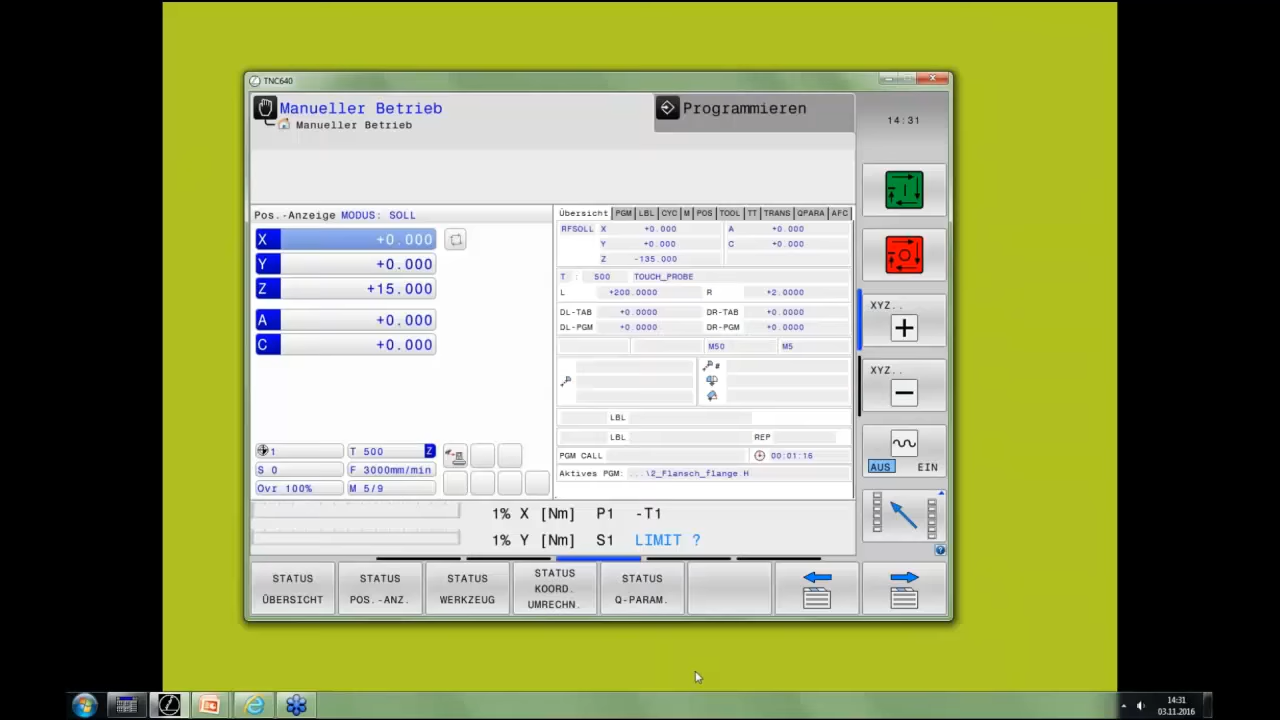 TNC640
Manueller Betrieb
Manueller Betrieb
Programmieren
14:31
Pos.-Anzeige MODUS: SOLL
X +0.000
Y +0.000
Z +15.000
A +0.000
C +0.000
1 T 500 Z
S 0 F 3000mm/min
Ovr 100% M 5/9
Übersicht PGM LBL CYC M POS TOOL TT TRANS QPARA AFC
RFSOLL X +0.000 A +0.000
Y +0.000 C +0.000
Z -135.000
T : 500 TOUCH_PROBE
L +200.0000 R +2.0000
DL-TAB +0.0000 DR-TAB +0.0000
DL-PGM +0.0000 DR-PGM +0.0000
M50 M5
#
LBL
LBL REP
PGM CALL 00:01:16
Aktives PGM: ...\2_Flansch_flange H
1% X [Nm] P1 -T1
1% Y [Nm] S1 LIMIT ?
XYZ.. +
XYZ.. −
AUS EIN
STATUS ÜBERSICHT
STATUS POS.-ANZ.
STATUS WERKZEUG
STATUS KOORD. UMRECHN.
STATUS Q-PARAM.
14:31
03.11.2016